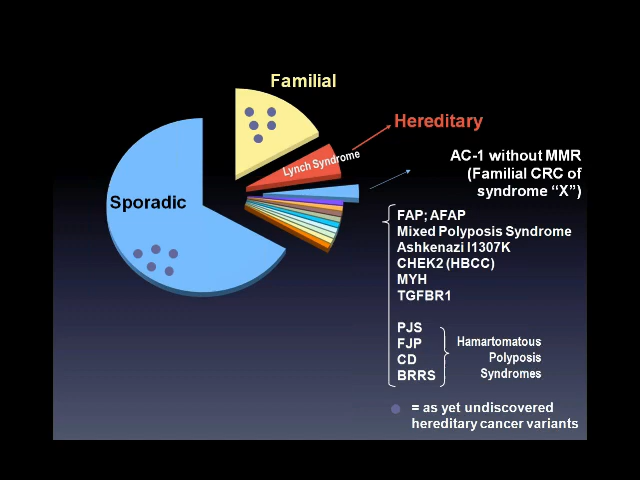 Familial
Hereditary
Lynch Syndrome
AC-1 without MMR
(Familial CRC of
syndrome “X”)
Sporadic
FAP; AFAP
Mixed Polyposis Syndrome
Ashkenazi I1307K
CHEK2 (HBCC)
MYH
TGFBR1
PJS
FJP
CD
BRRS
Hamartomatous
Polyposis
Syndromes
= as yet undiscovered
hereditary cancer variants